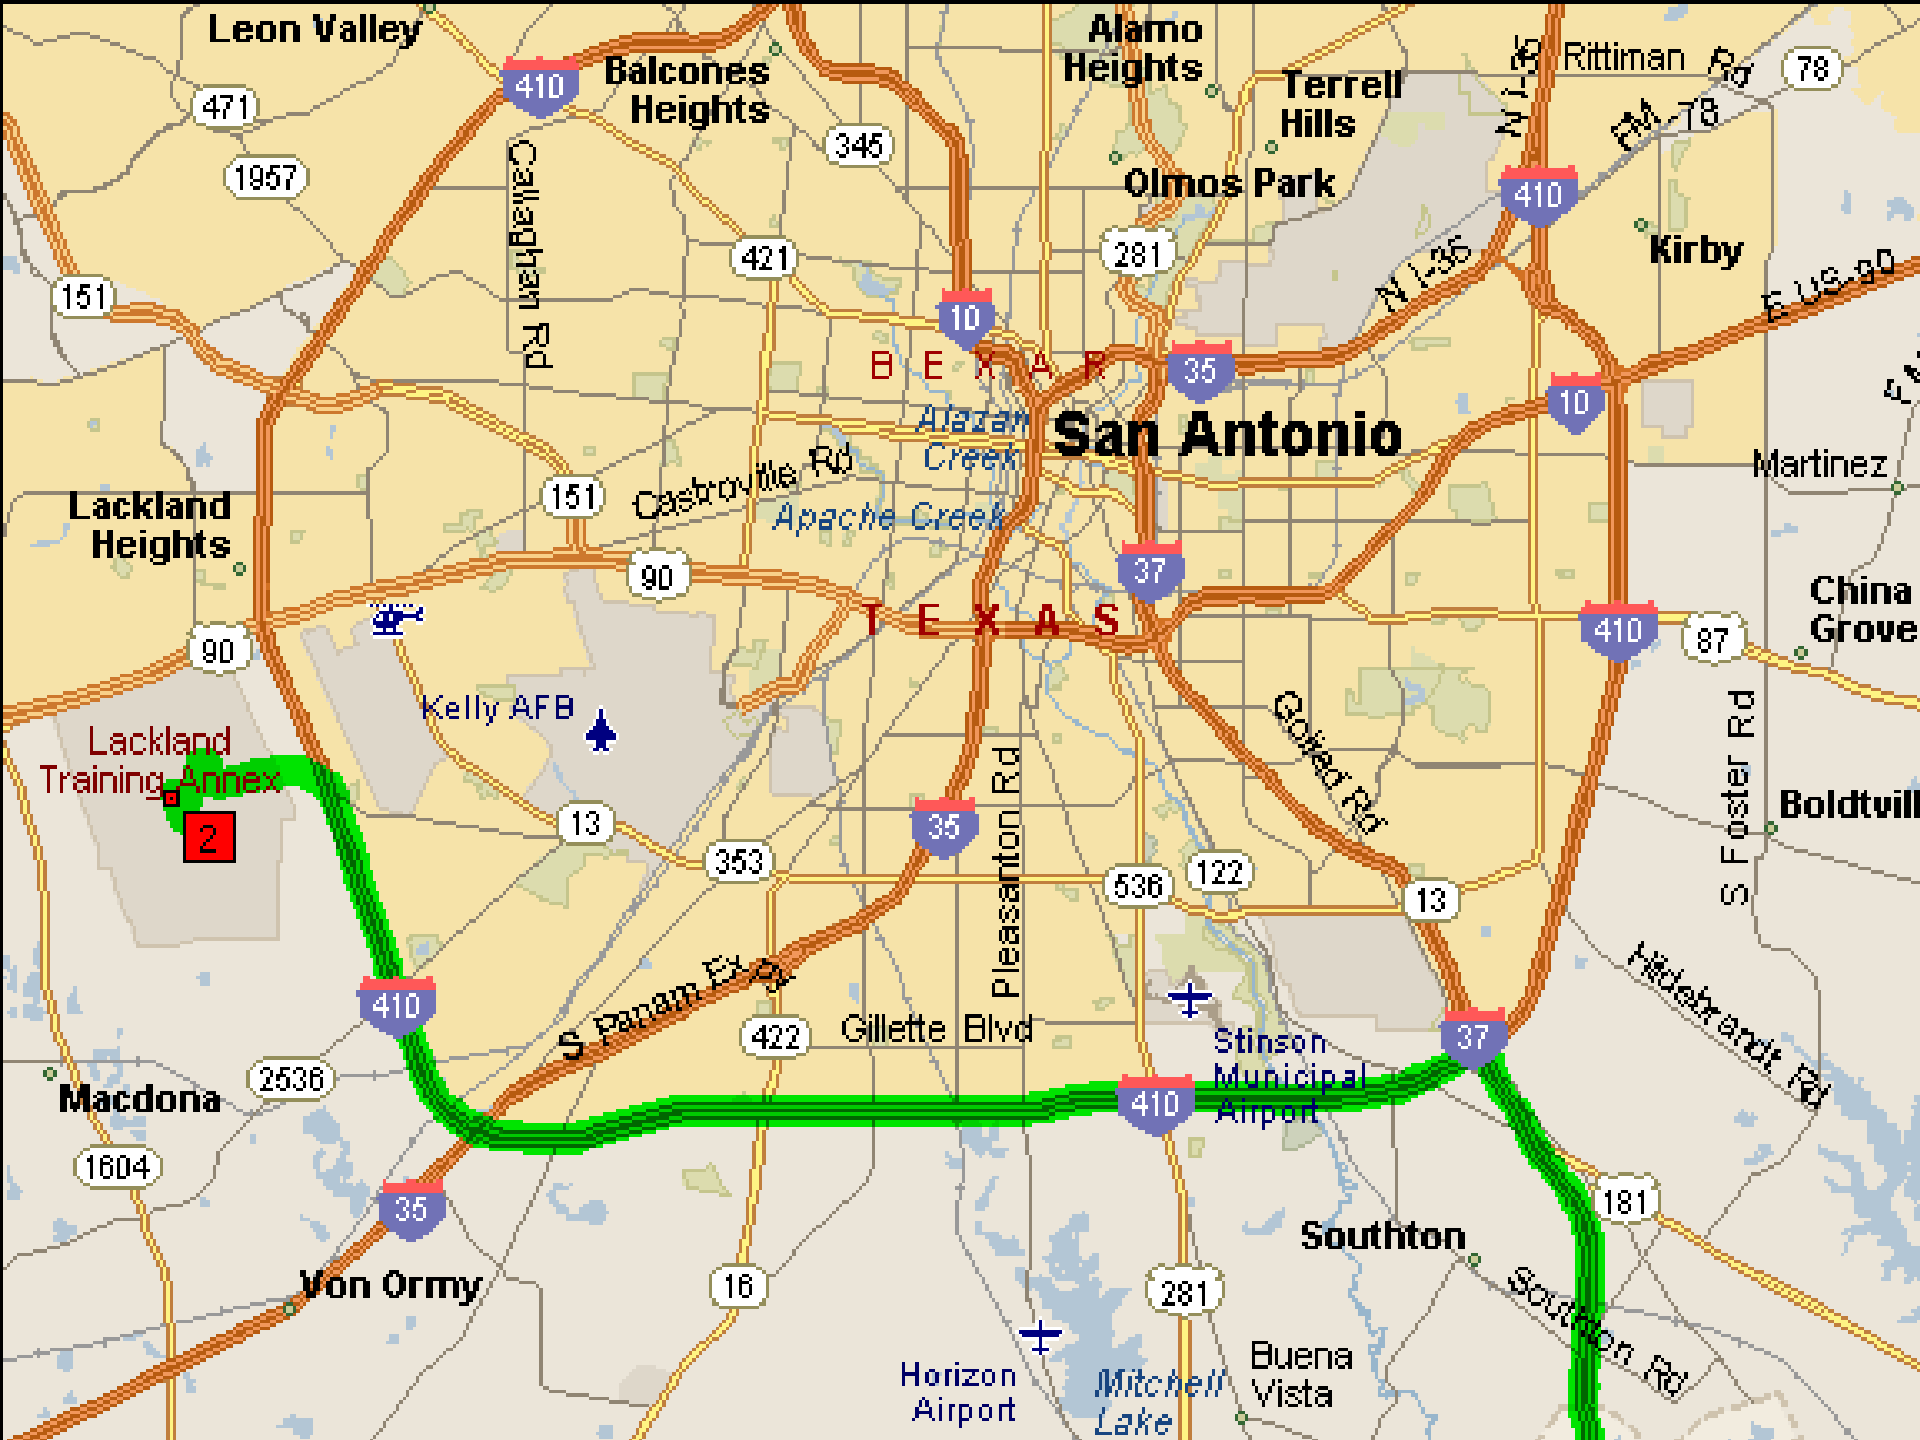 Leon Valley
Alamo
Heights
Balcones
Heights
Terrell
Hills
N I-35
Rittiman Rd
78
410
471
345
FM-78
1957
Callaghan Rd
Olmos Park
410
421
281
Kirby
N I-35
E US-90
151
10
BEXAR
35
10
San Antonio
Alazan
Creek
Martinez
Castroville Rd
151
Apache Creek
Lackland
Heights
90
37
China
Grove
TEXAS
410
87
90
Kelly AFB
Goliad Rd
S Foster Rd
Lackland
Training Annex
2
13
35
Pleasanton Rd
Boldtvill
353
536
122
13
Hildebrandt Rd
S Panam Expy
410
422
Gillette Blvd
37
Stinson
Municipal
Airport
2536
Macdona
410
1604
35
181
Southton
Von Ormy
16
281
Southton Rd
Horizon
Airport
Mitchell
Lake
Buena
Vista